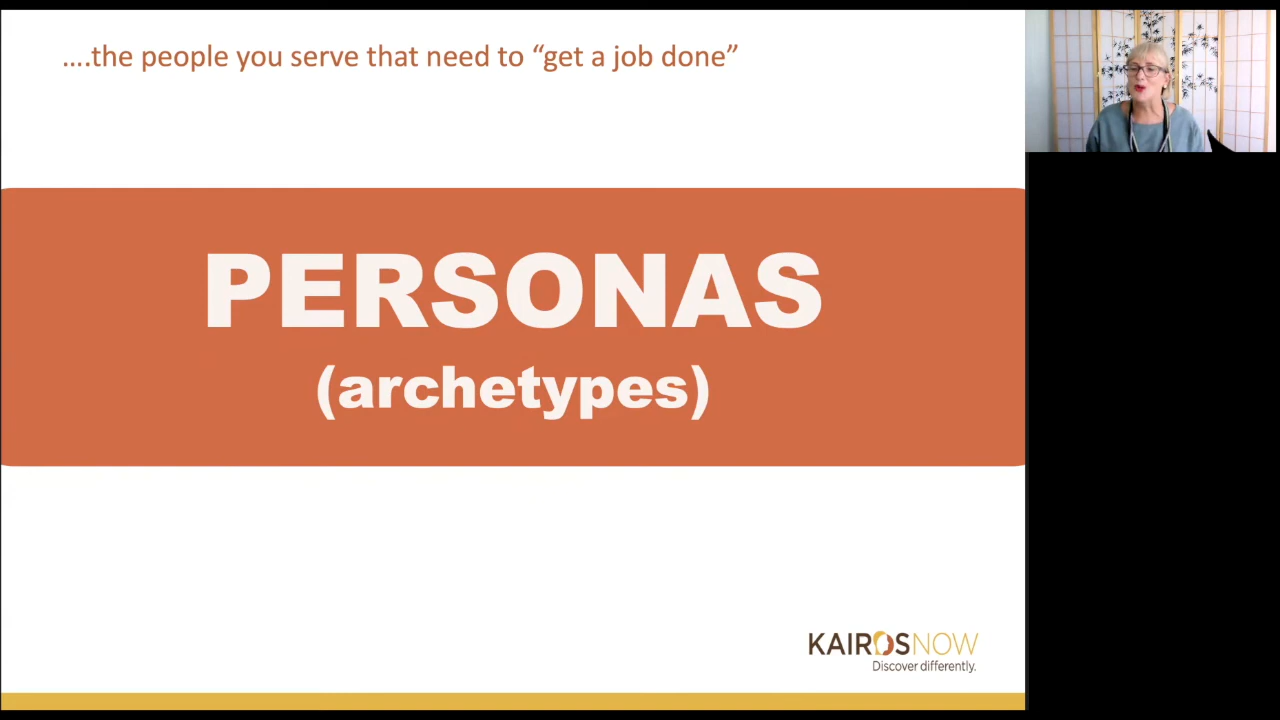 ….the people you serve that need to “get a job done”
PERSONAS
(archetypes)
KAIROSNOW
Discover differently.